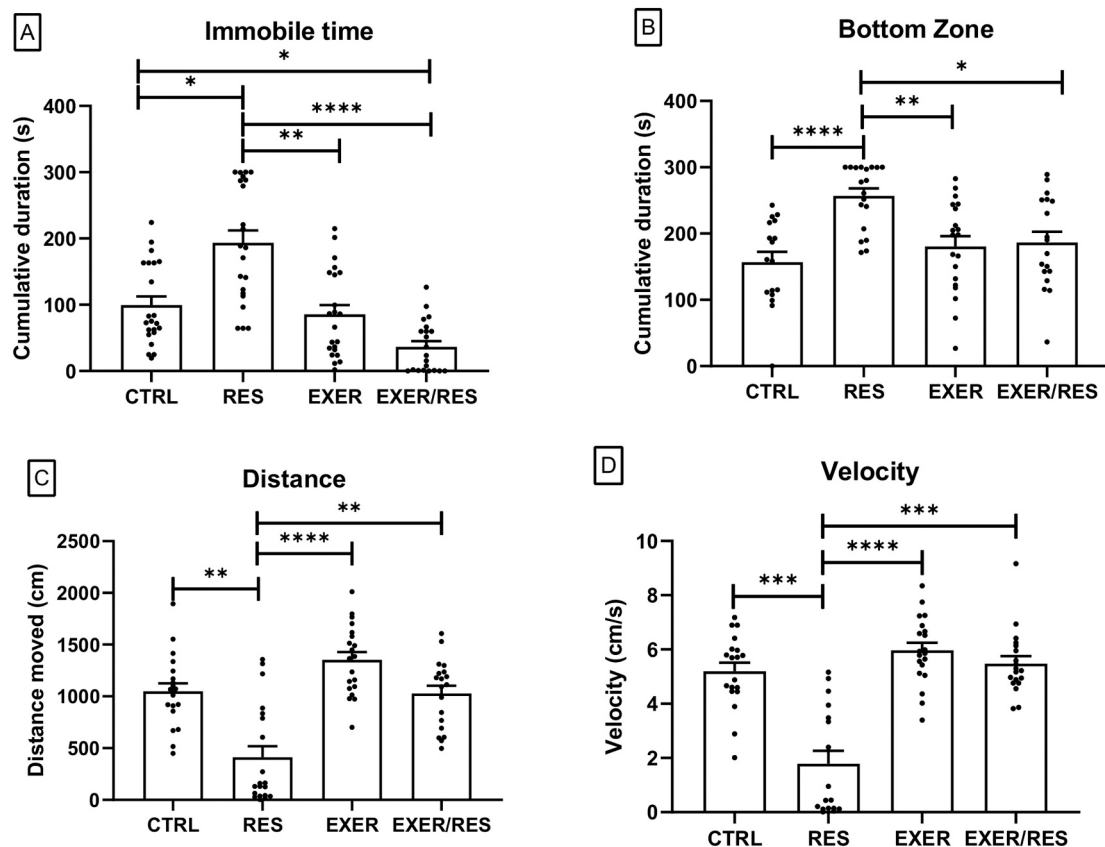 A
Immobile time
*
*
****
**
Cumulative duration (s)
400
300
200
100
0
CTRL RES EXER EXER/RES
B
Bottom Zone
*
**
****
Cumulative duration (s)
400
300
200
100
0
CTRL RES EXER EXER/RES
C
Distance
**
****
**
Distance moved (cm)
2500
2000
1500
1000
500
0
CTRL RES EXER EXER/RES
D
Velocity
***
****
***
Velocity (cm/s)
10
8
6
4
2
0
CTRL RES EXER EXER/RES